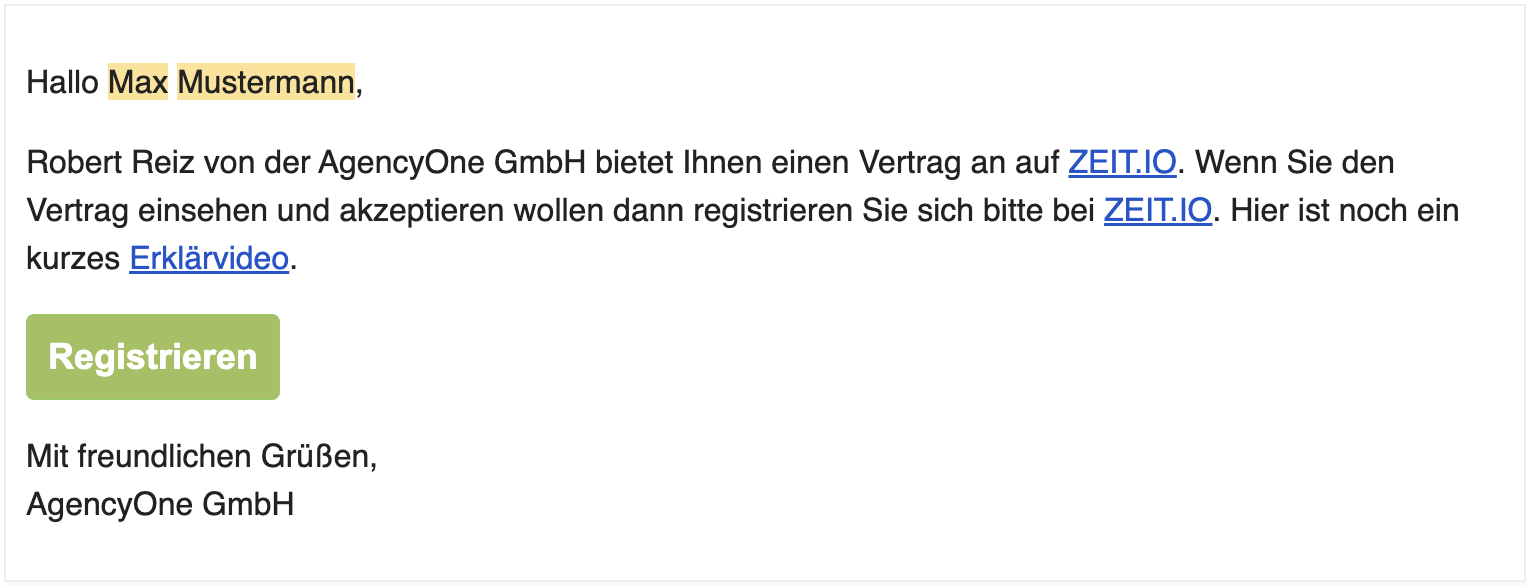 Hallo Max Mustermann,
Robert Reiz von der AgencyOne GmbH bietet Ihnen einen Vertrag an auf ZEIT.IO. Wenn Sie den
Vertrag einsehen und akzeptieren wollen dann registrieren Sie sich bitte bei ZEIT.IO. Hier ist noch ein
kurzes Erklärvideo.
Registrieren
Mit freundlichen Grüßen,
AgencyOne GmbH